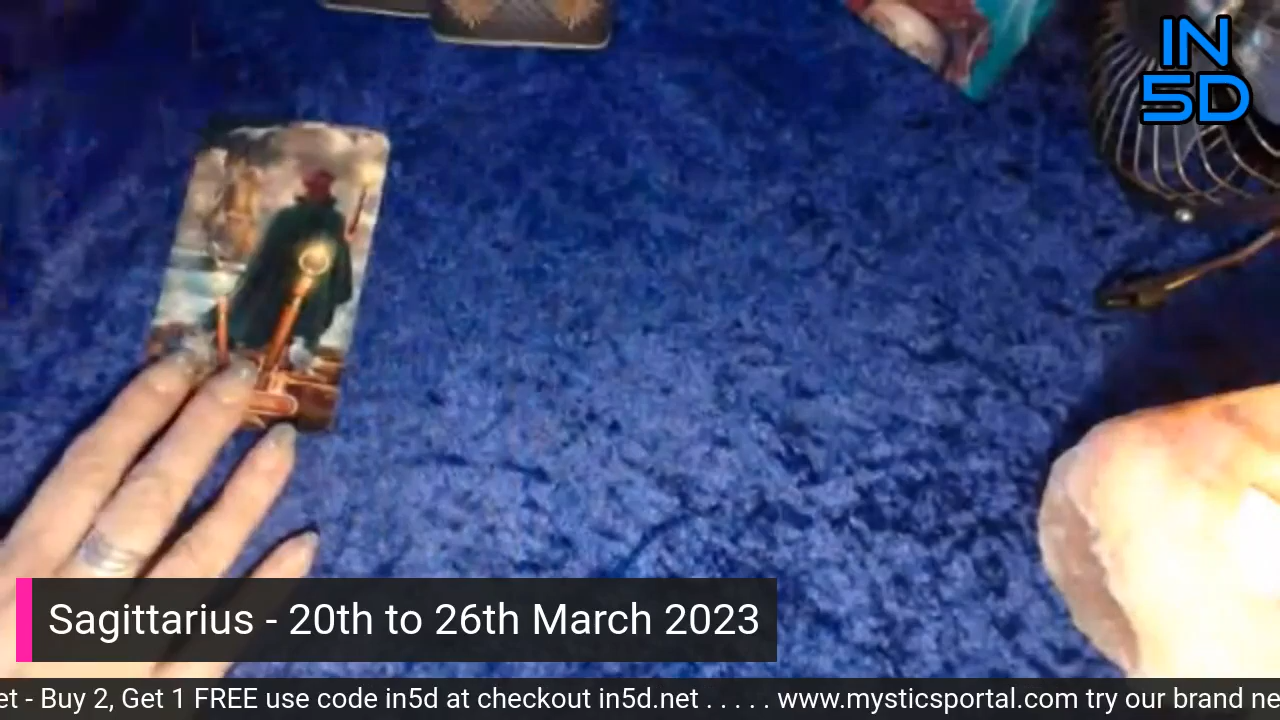 IN
5D
Sagittarius - 20th to 26th March 2023
et - Buy 2, Get 1 FREE use code in5d at checkout in5d.net . . . . . www.mysticsportal.com try our brand ne